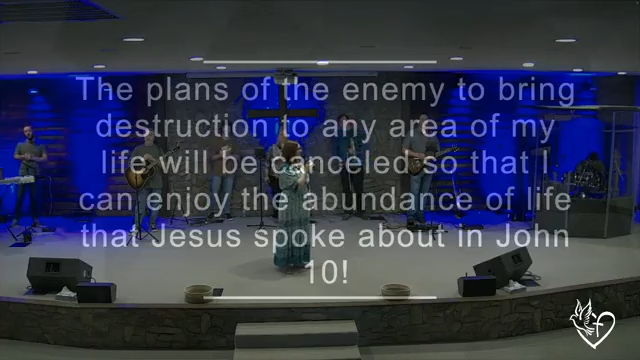 The plans of the enemy to bring
destruction to any area of my
life will be canceled so that I
can enjoy the abundance of life
that Jesus spoke about in John
10!